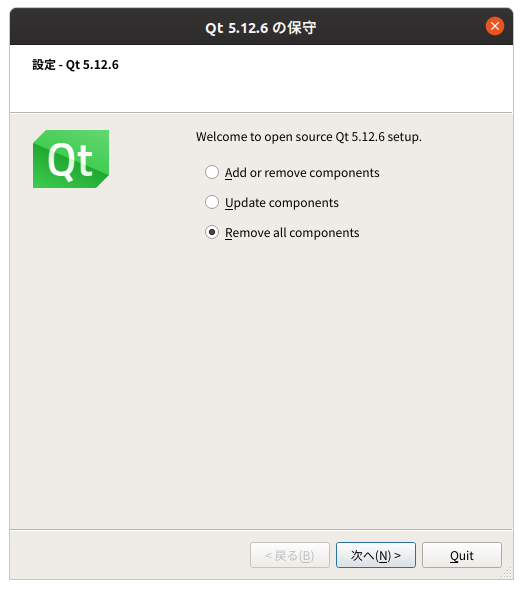 Qt 5.12.6 の保守
設定 - Qt 5.12.6
Qt
Welcome to open source Qt 5.12.6 setup.
Add or remove components
Update components
Remove all components
< 戻る(B)
次へ(N) >
Quit